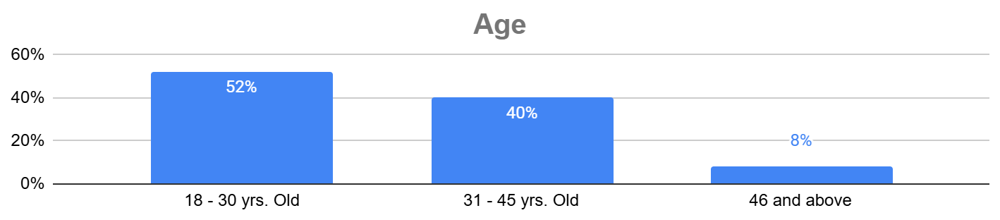 Age
60%
40%
20%
0%
52%
40%
8%
18 - 30 yrs. Old
31 - 45 yrs. Old
46 and above